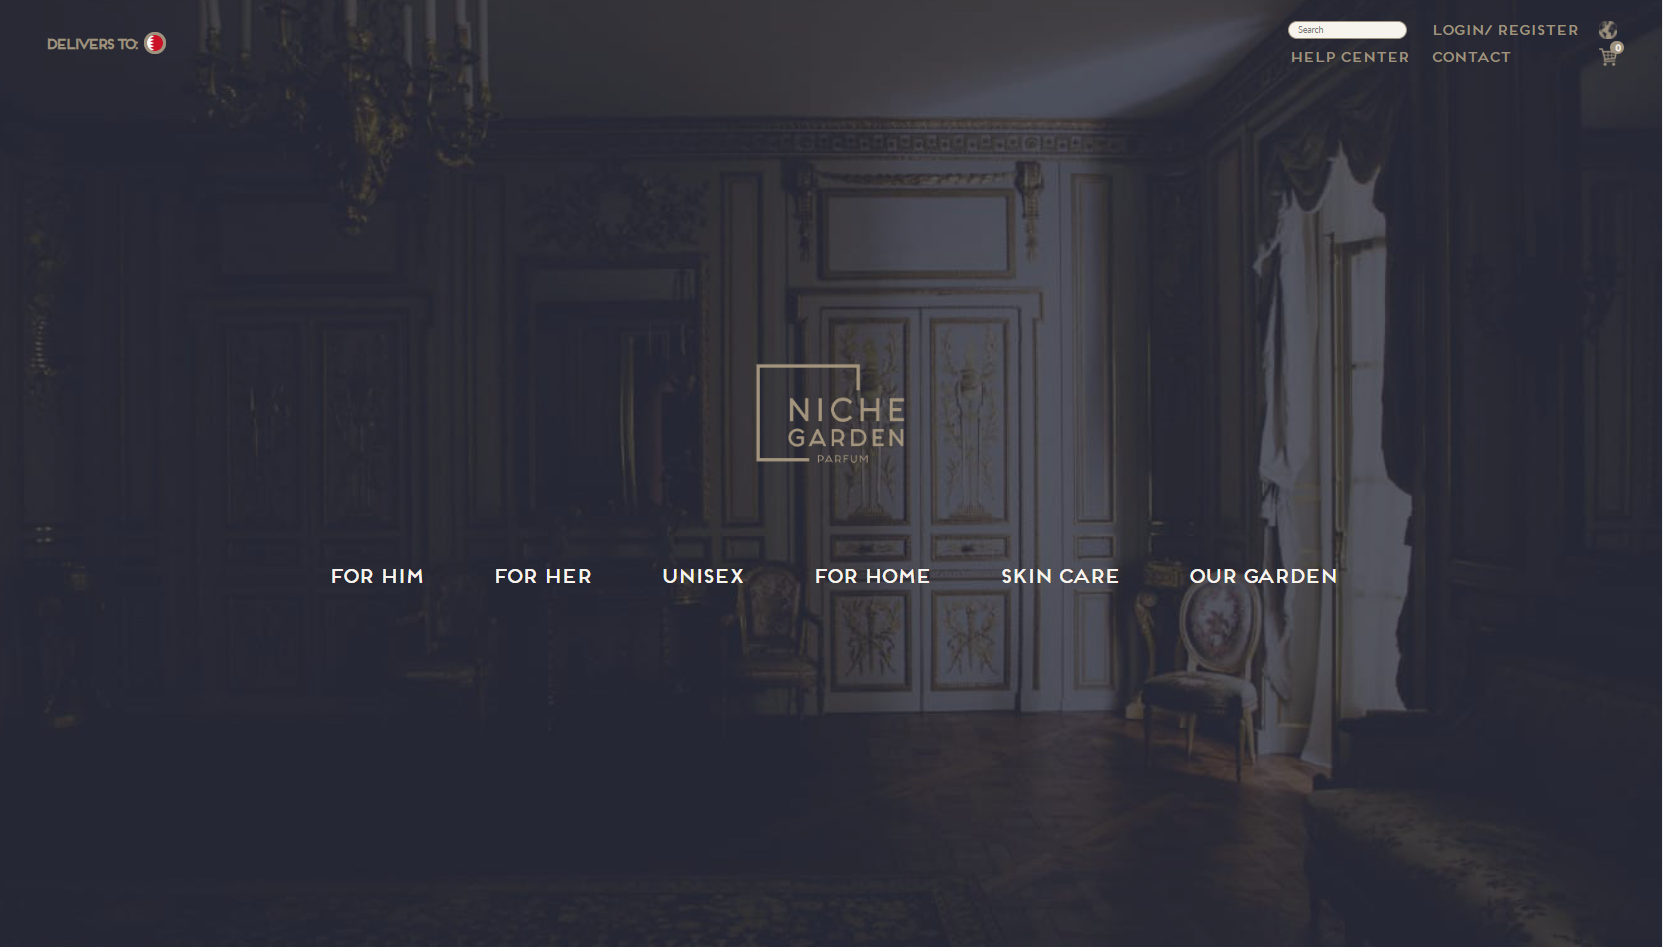 DELIVERS TO:
Search
LOGIN/ REGISTER
HELP CENTER
CONTACT
0
NICHE
GARDEN
PARFUM
FOR HIM
FOR HER
UNISEX
FOR HOME
SKIN CARE
OUR GARDEN